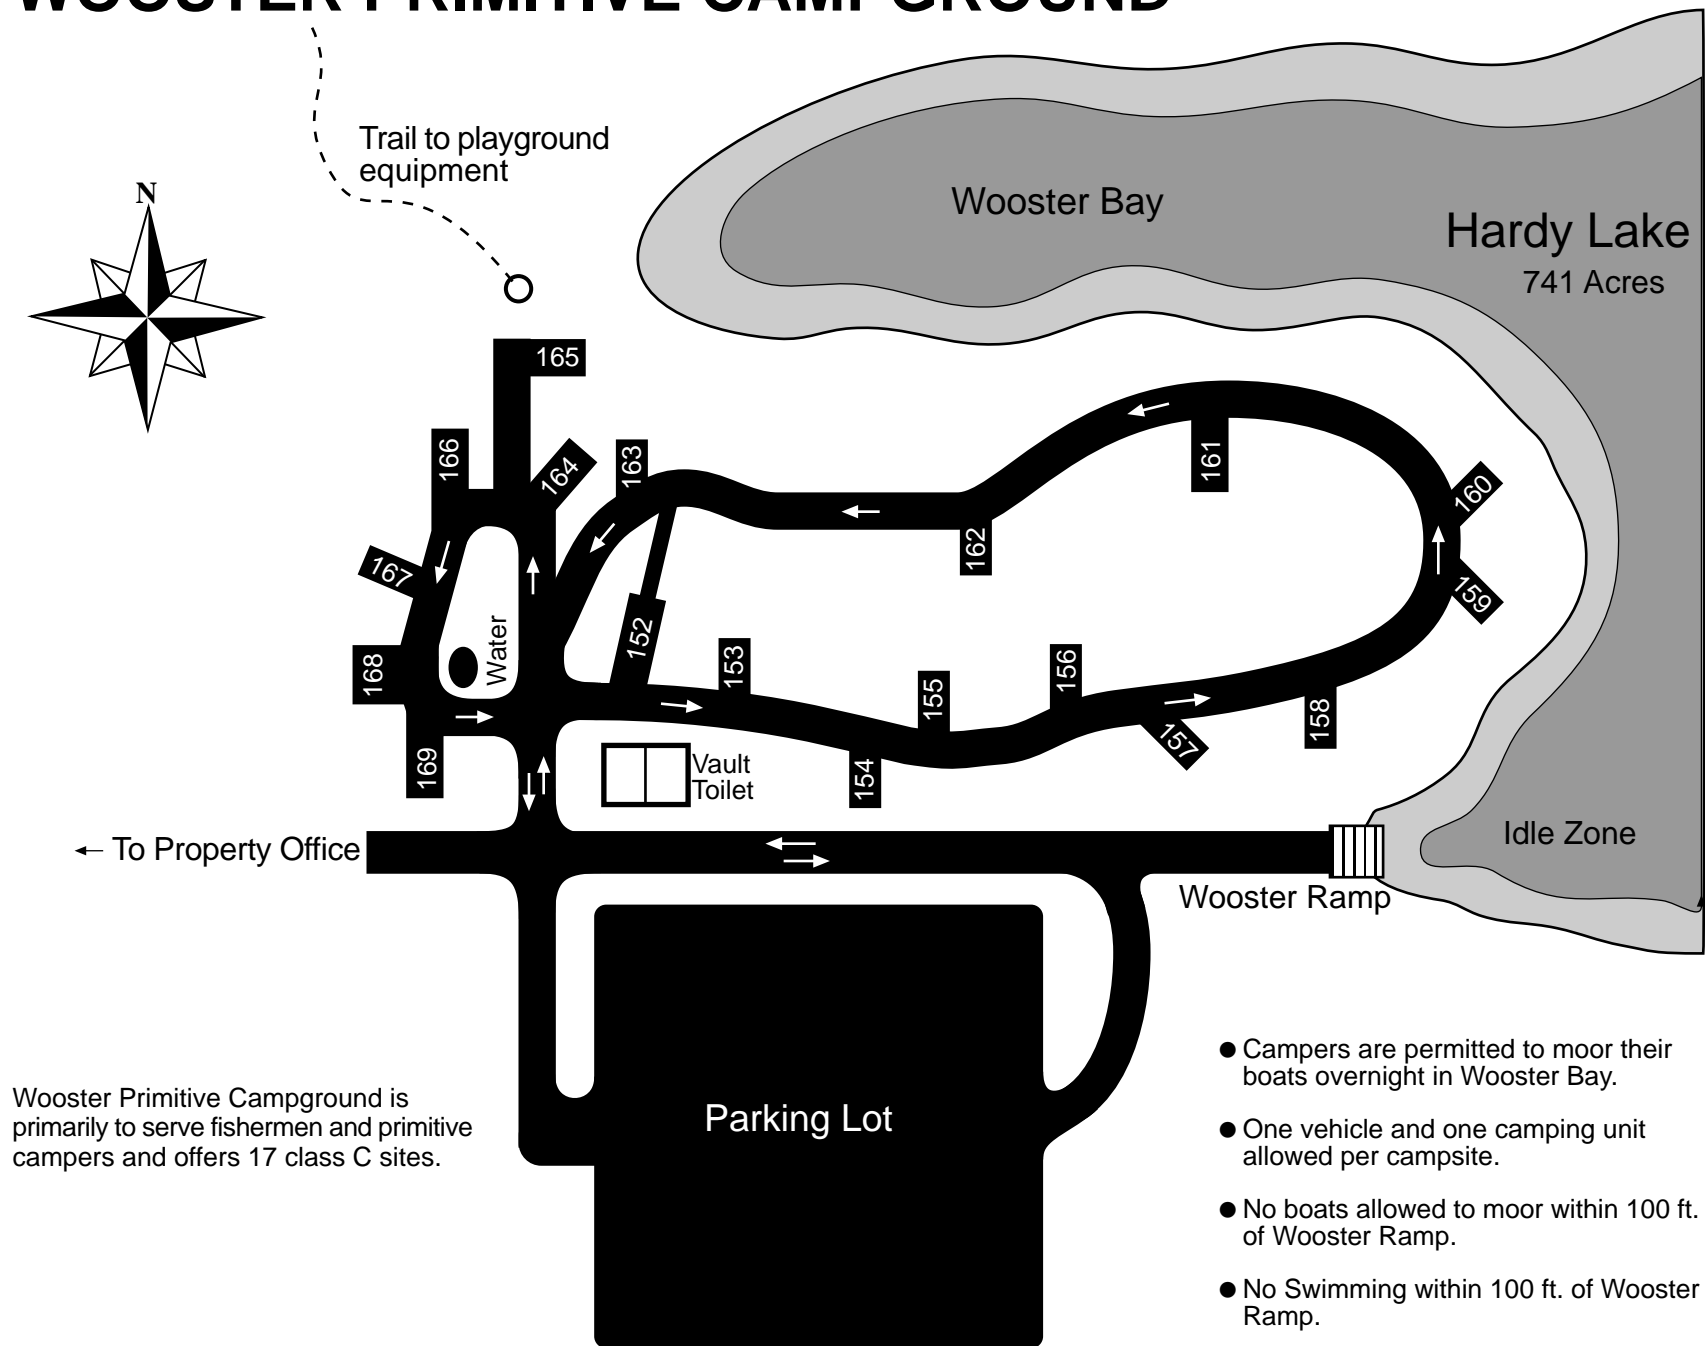 WOOSTER PRIMITIVE CAMPGROUND
Trail to playground
equipment
N
Wooster Bay
Hardy Lake
741 Acres
165
166
164
163
161
160
162
167
159
152
Water
153
156
168
155
158
157
169
154
Vault
Toilet
Idle Zone
To Property Office
Wooster Ramp
Parking Lot
Wooster Primitive Campground is
primarily to serve fishermen and primitive
campers and offers 17 class C sites.
● Campers are permitted to moor their
boats overnight in Wooster Bay.
● One vehicle and one camping unit
allowed per campsite.
● No boats allowed to moor within 100 ft.
of Wooster Ramp.
● No Swimming within 100 ft. of Wooster
Ramp.